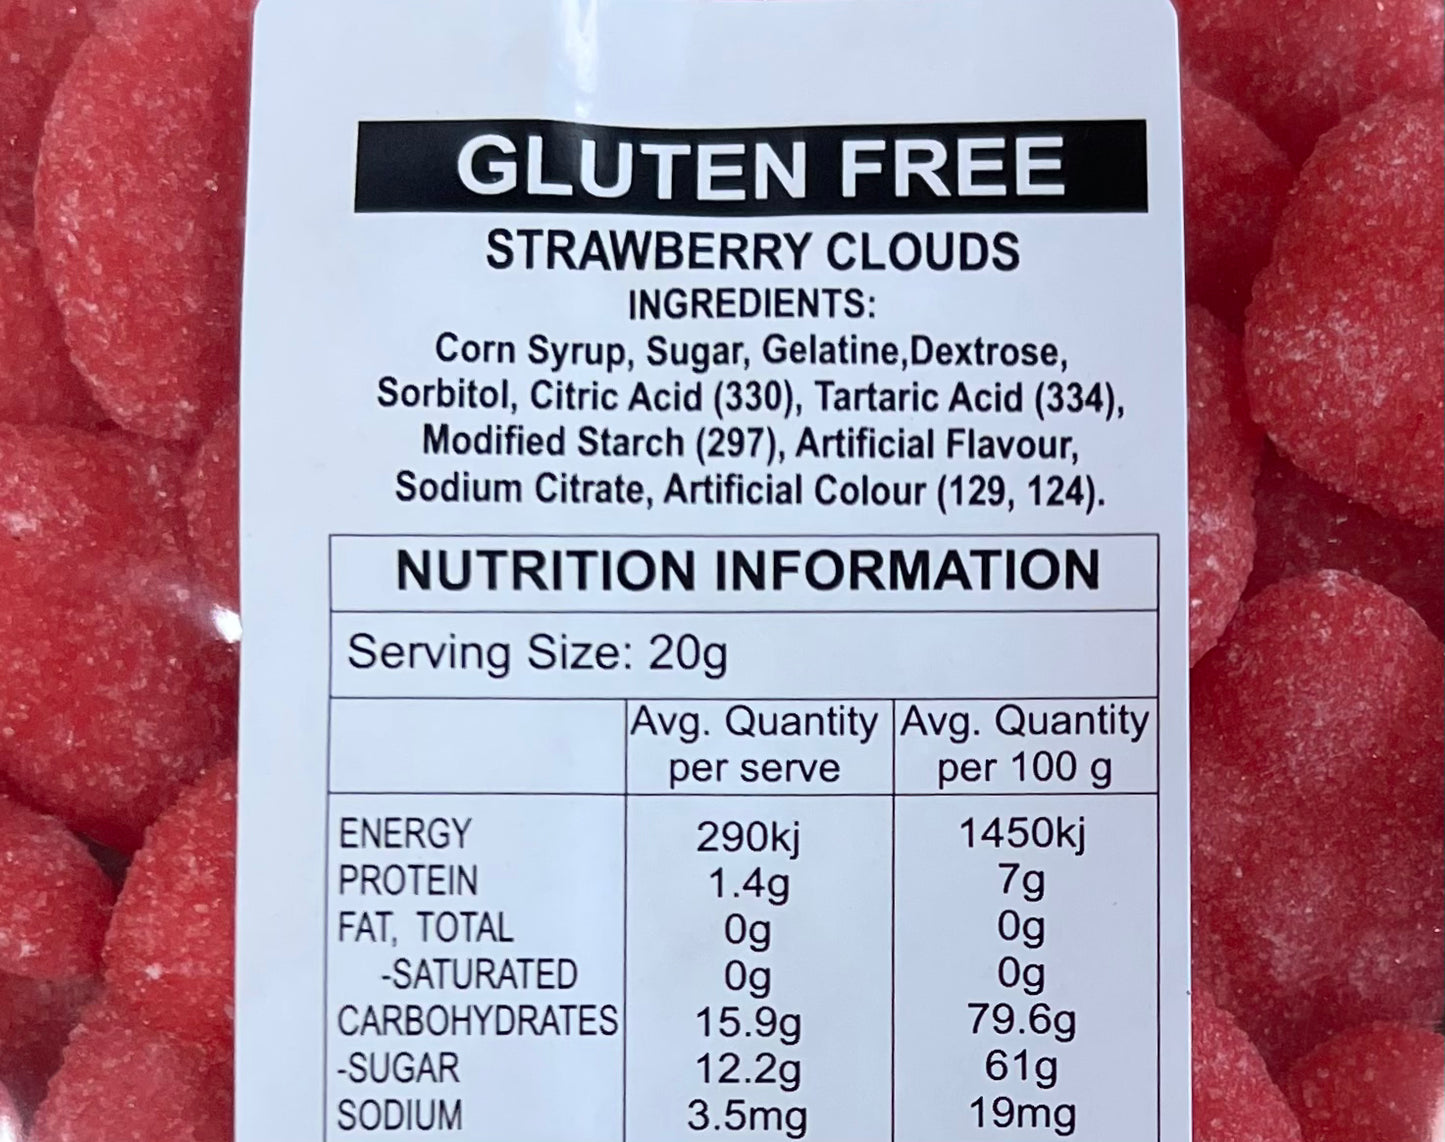 GLUTEN FREE
STRAWBERRY CLOUDS
INGREDIENTS:
Corn Syrup, Sugar, Gelatine,Dextrose,
Sorbitol, Citric Acid (330), Tartaric Acid (334),
Modified Starch (297), Artificial Flavour,
Sodium Citrate, Artificial Colour (129, 124).
NUTRITION INFORMATION
Serving Size: 20g
Avg. Quantity per serve Avg. Quantity per 100 g
ENERGY 290kj 1450kj
PROTEIN 1.4g 7g
FAT, TOTAL 0g 0g
-SATURATED 0g 0g
CARBOHYDRATES 15.9g 79.6g
-SUGAR 12.2g 61g
SODIUM 3.5mg 19mg